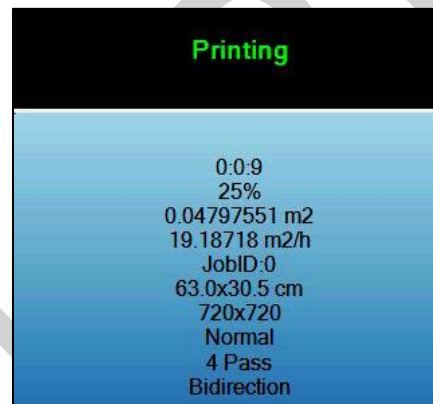 Printing
0:0:9
25%
0.04797551 m2
19.18718 m2/h
JobID:0
63.0x30.5 cm
720x720
Normal
4 Pass
Bidirection